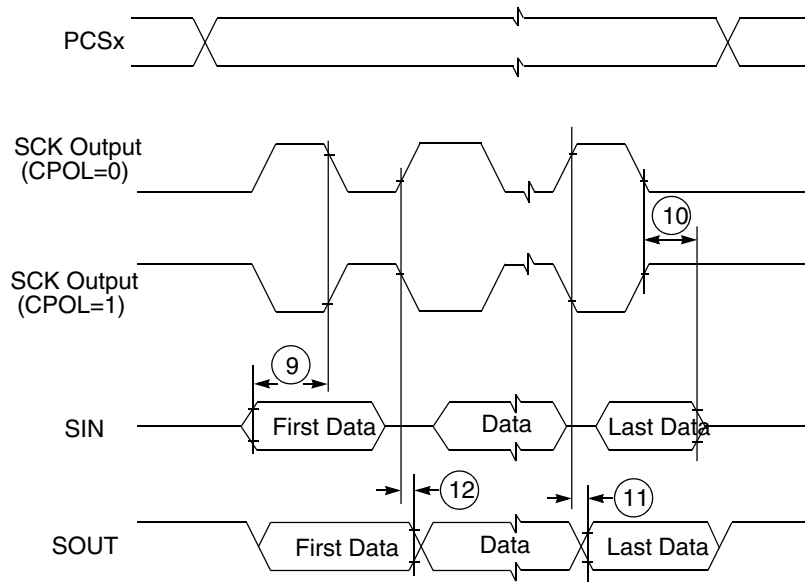 PCSx
SCK Output
(CPOL=0)
10
SCK Output
(CPOL=1)
9
SIN
First Data
Data
Last Data
12
11
SOUT
First Data
Data
Last Data